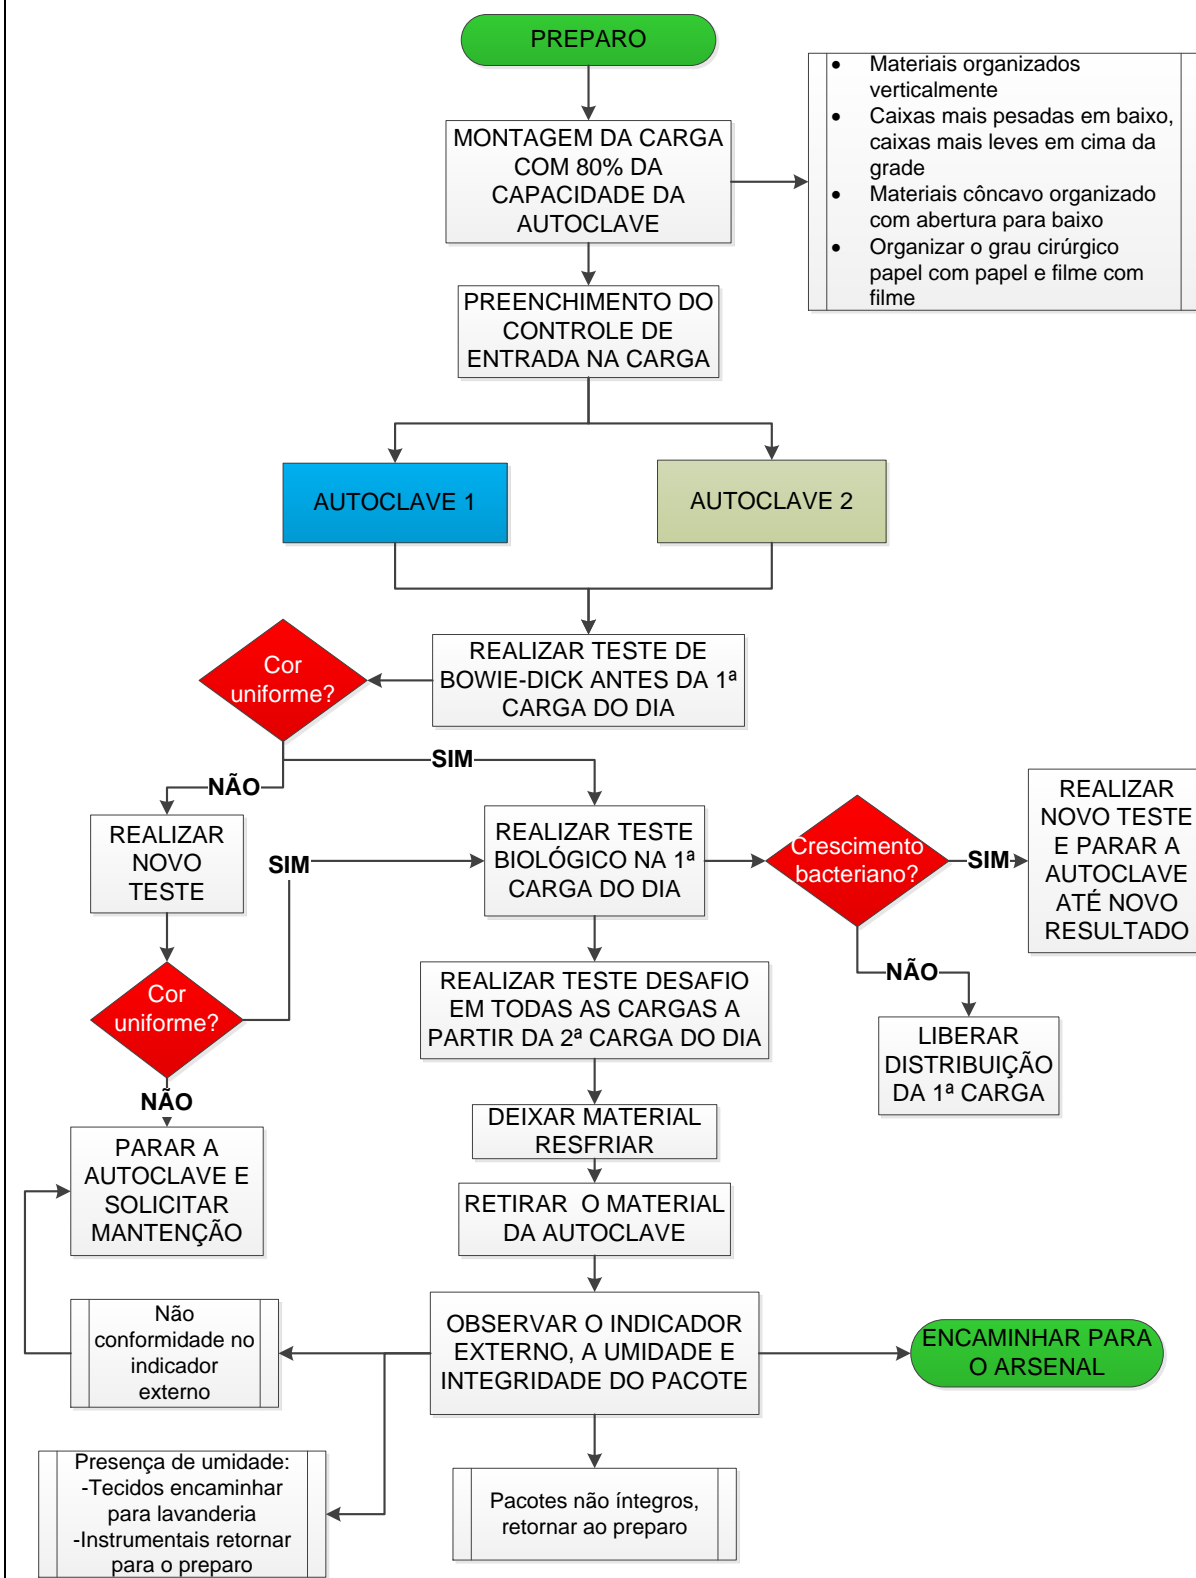 PREPARO
• Materiais organizados
verticalmente
• Caixas mais pesadas em baixo,
caixas mais leves em cima da
grade
• Materiais côncavo organizado
com abertura para baixo
• Organizar o grau cirúrgico
papel com papel e filme com
filme
MONTAGEM DA CARGA
COM 80% DA
CAPACIDADE DA
AUTOCLAVE
PREENCHIMENTO DO
CONTROLE DE
ENTRADA NA CARGA
AUTOCLAVE 1
AUTOCLAVE 2
REALIZAR TESTE DE
BOWIE-DICK ANTES DA 1ª
CARGA DO DIA
Cor
uniforme?
SIM
NÃO
REALIZAR
NOVO
TESTE
SIM
REALIZAR TESTE
BIOLÓGICO NA 1ª
CARGA DO DIA
Crescimento
bacteriano?
SIM
REALIZAR
NOVO TESTE
E PARAR A
AUTOCLAVE
ATÉ NOVO
RESULTADO
NÃO
LIBERAR
DISTRIBUIÇÃO
DA 1ª CARGA
Cor
uniforme?
NÃO
PARAR A
AUTOCLAVE E
SOLICITAR
MANTENÇÃO
REALIZAR TESTE DESAFIO
EM TODAS AS CARGAS A
PARTIR DA 2ª CARGA DO DIA
DEIXAR MATERIAL
RESFRIAR
RETIRAR O MATERIAL
DA AUTOCLAVE
OBSERVAR O INDICADOR
EXTERNO, A UMIDADE E
INTEGRIDADE DO PACOTE
ENCAMINHAR PARA
O ARSENAL
Não
conformidade no
indicador
externo
Presença de umidade:
-Tecidos encaminhar
para lavanderia
-Instrumentais retornar
para o preparo
Pacotes não íntegros,
retornar ao preparo